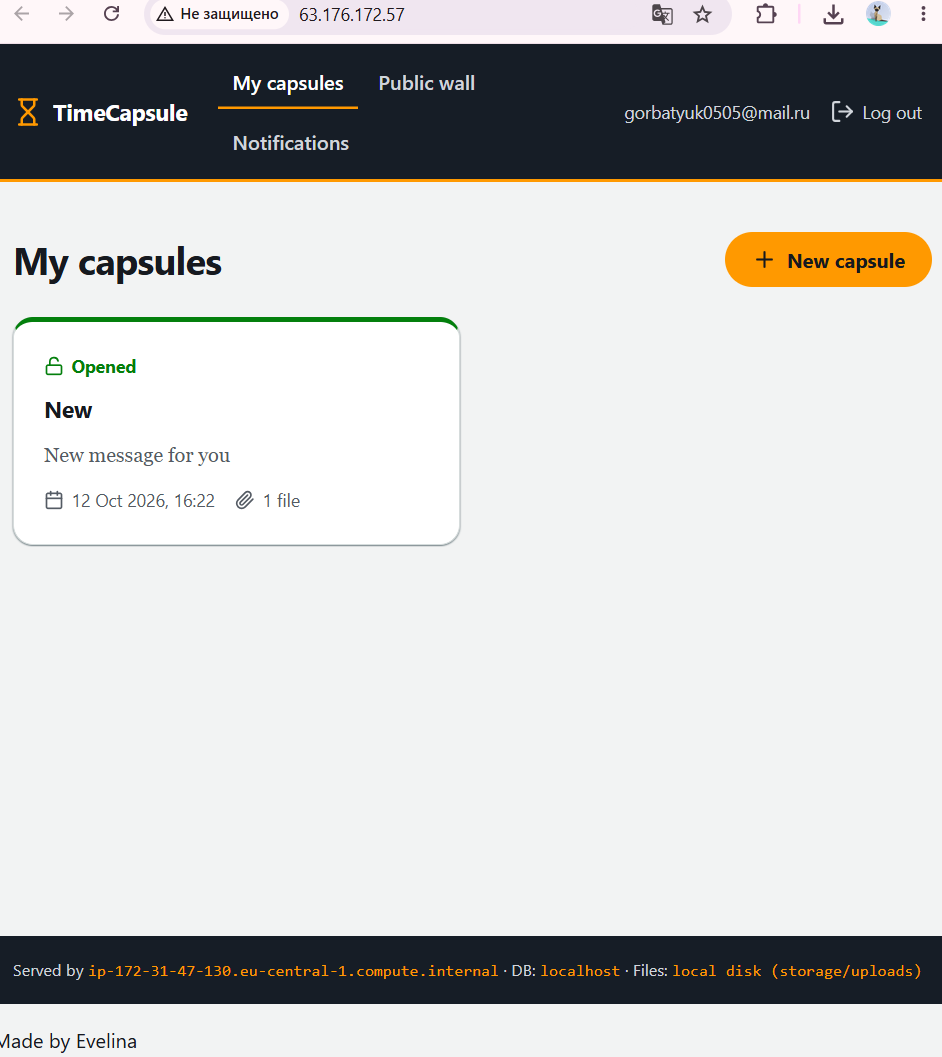 Не защищено 63.176.172.57
My capsules Public wall
TimeCapsule
gorbatyuk0505@mail.ru Log out
Notifications
My capsules
+ New capsule
Opened
New
New message for you
12 Oct 2026, 16:22 1 file
Served by ip-172-31-47-130.eu-central-1.compute.internal · DB: localhost · Files: local disk (storage/uploads)
Made by Evelina